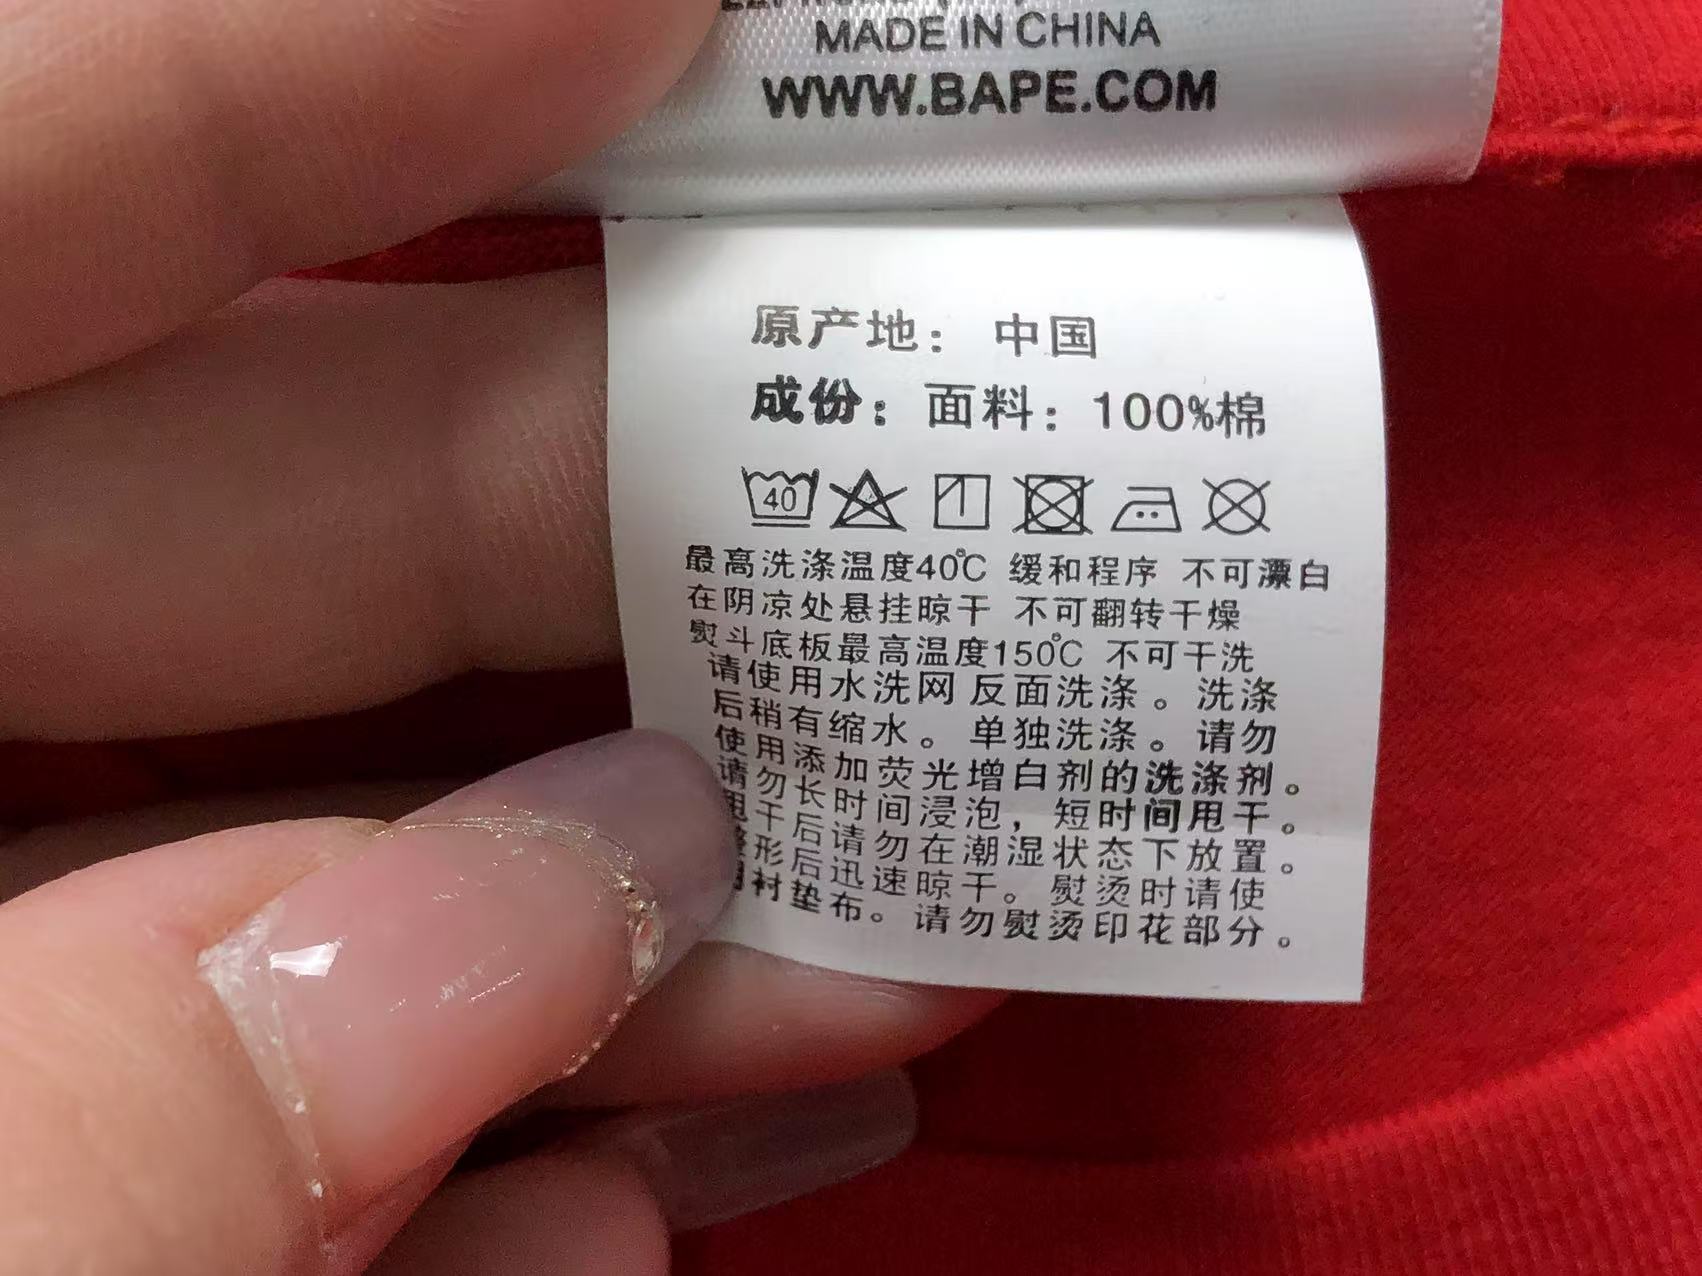 MADE IN CHINA
WWW.BAPE.COM
原产地：中国
成份：面料：100%棉
40
最高洗涤温度40℃ 缓和程序 不可漂白
在阴凉处悬挂晾干 不可翻转干燥
熨斗底板最高温度150℃ 不可干洗
请使用水洗网反面洗涤。洗涤
后稍有缩水。单独洗涤。请勿
使用添加荧光增白剂的洗涤剂。
请勿长时间浸泡，短时间甩干。
甩干后请勿在潮湿状态下放置。
整形后迅速晾干。熨烫时请使
用衬垫布。请勿熨烫印花部分。